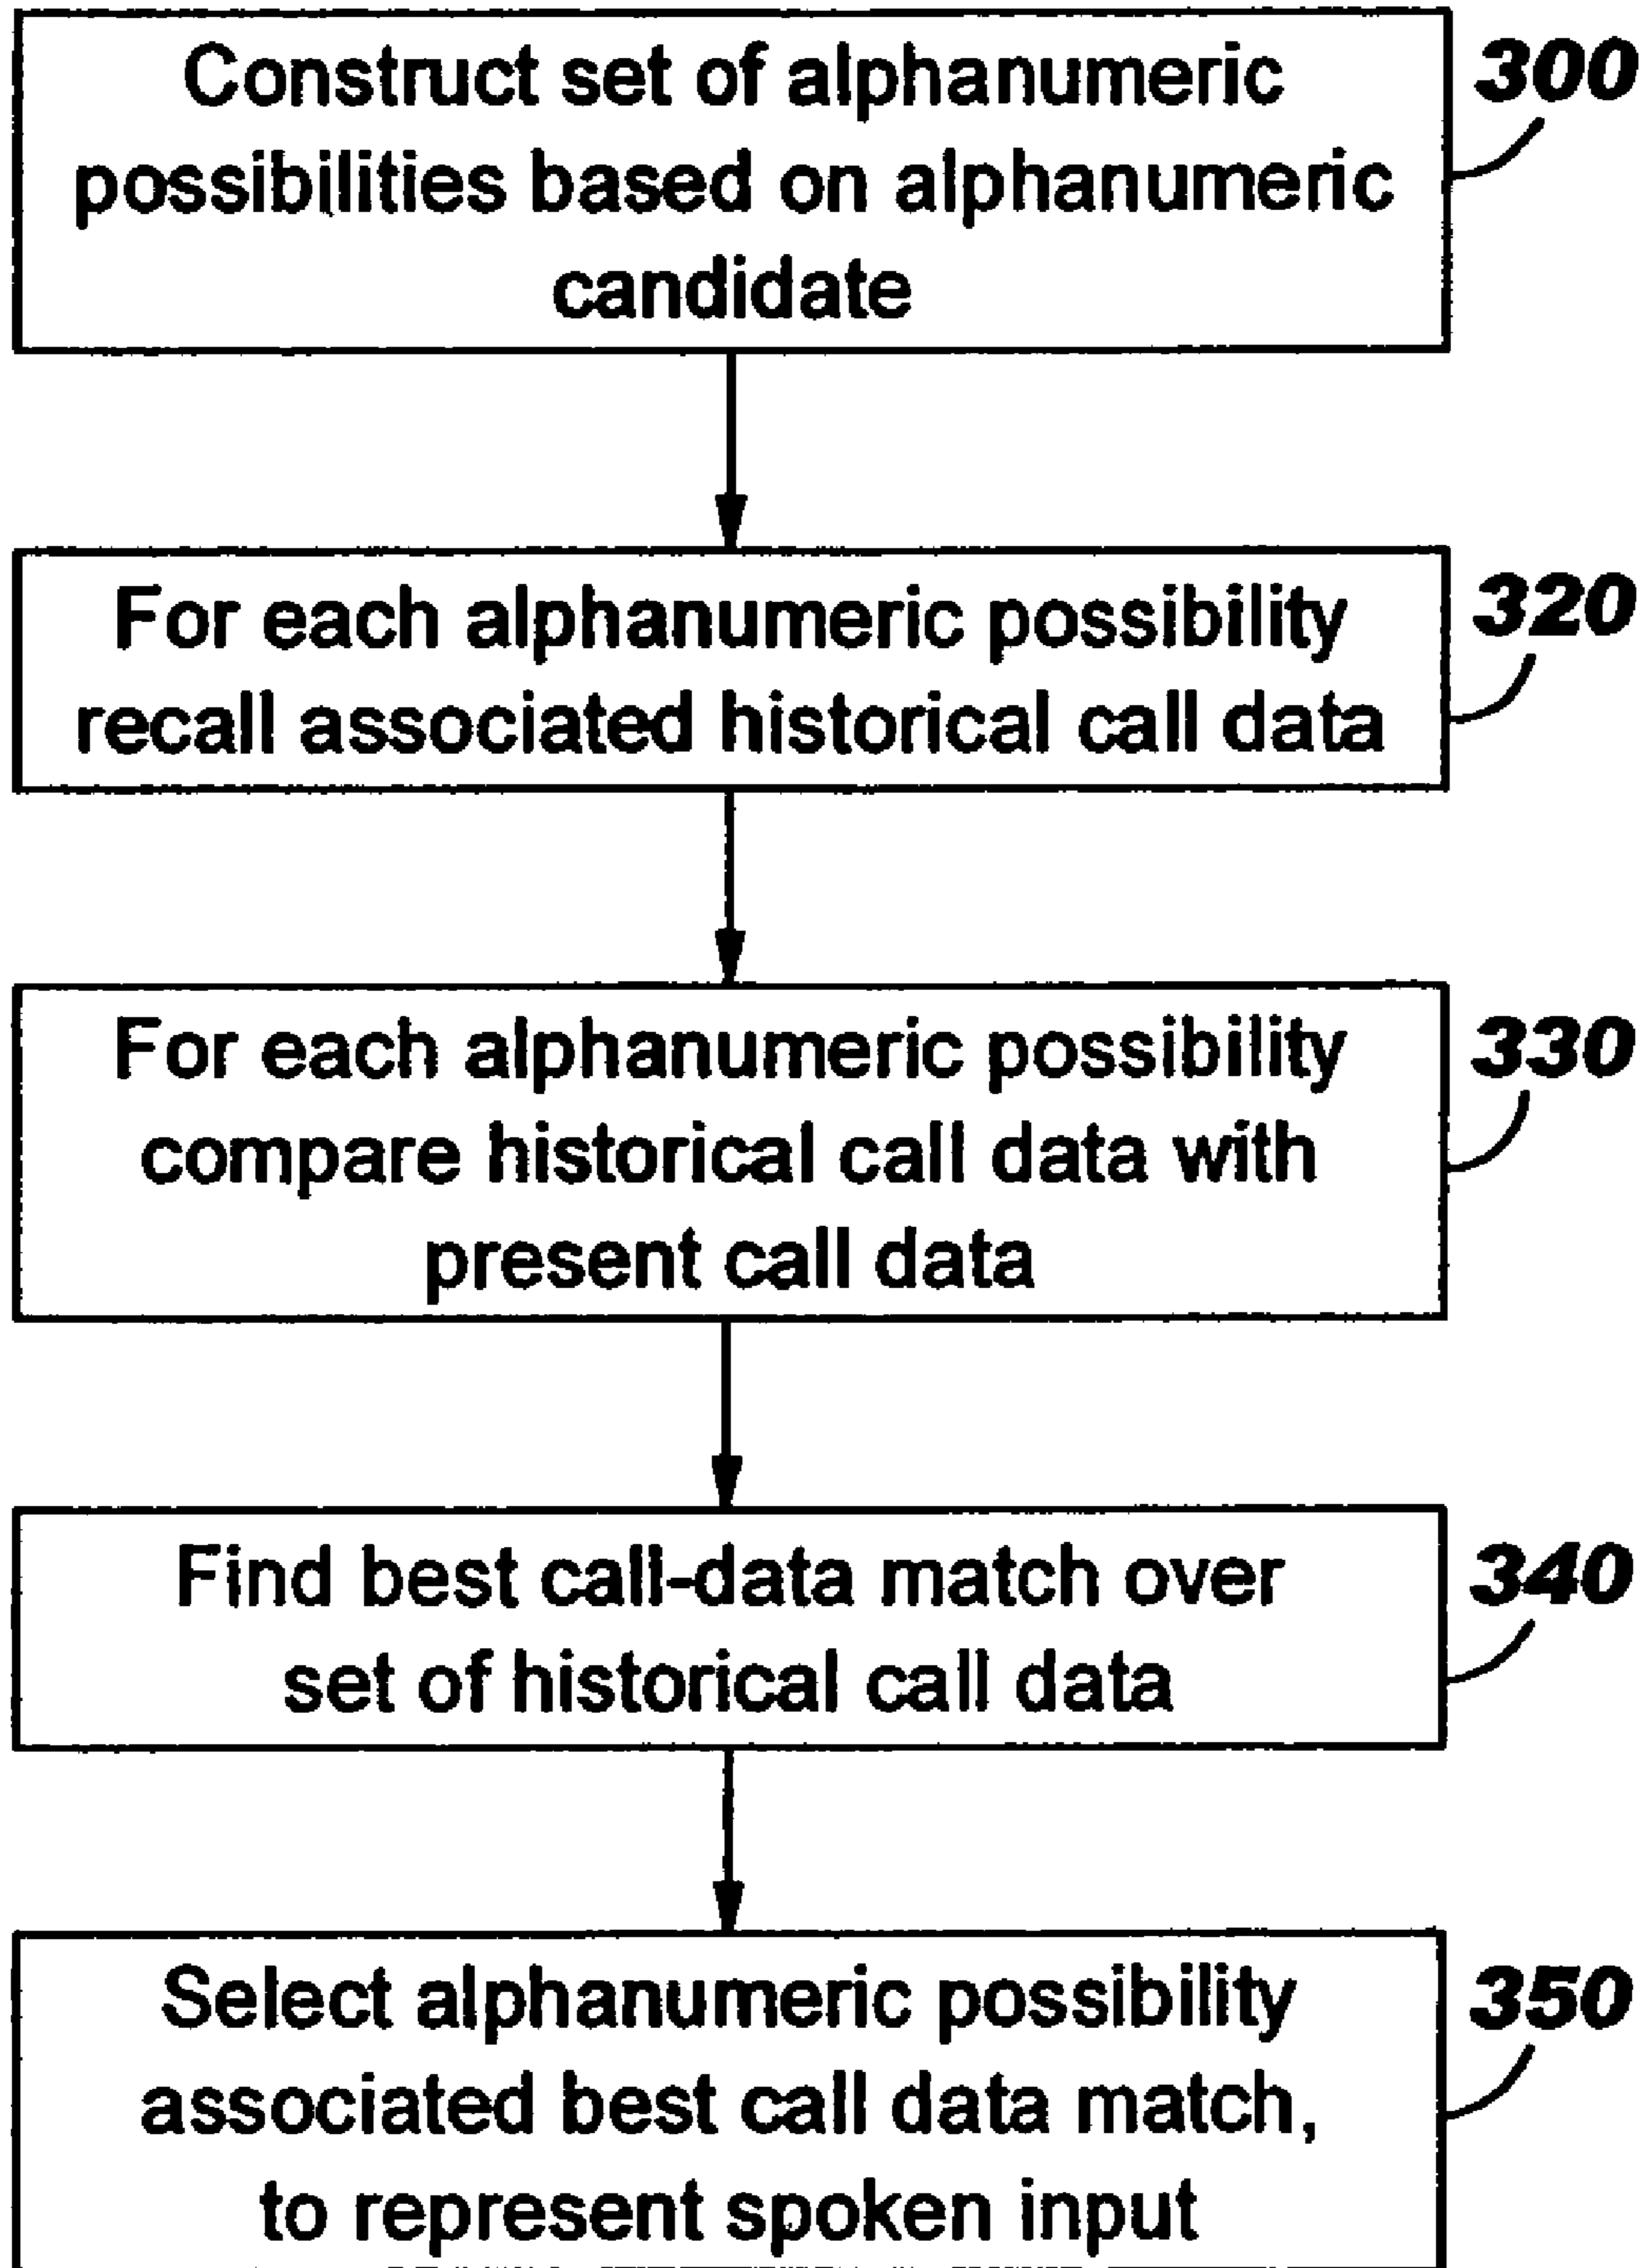 Construct set of alphanumeric
possibilities based on alphanumeric
candidate
300
For each alphanumeric possibility
recall associated historical call data
320
For each alphanumeric possibility
compare historical call data with
present call data
330
Find best call-data match over
set of historical call data
340
Select alphanumeric possibility
associated best call data match,
to represent spoken input
350